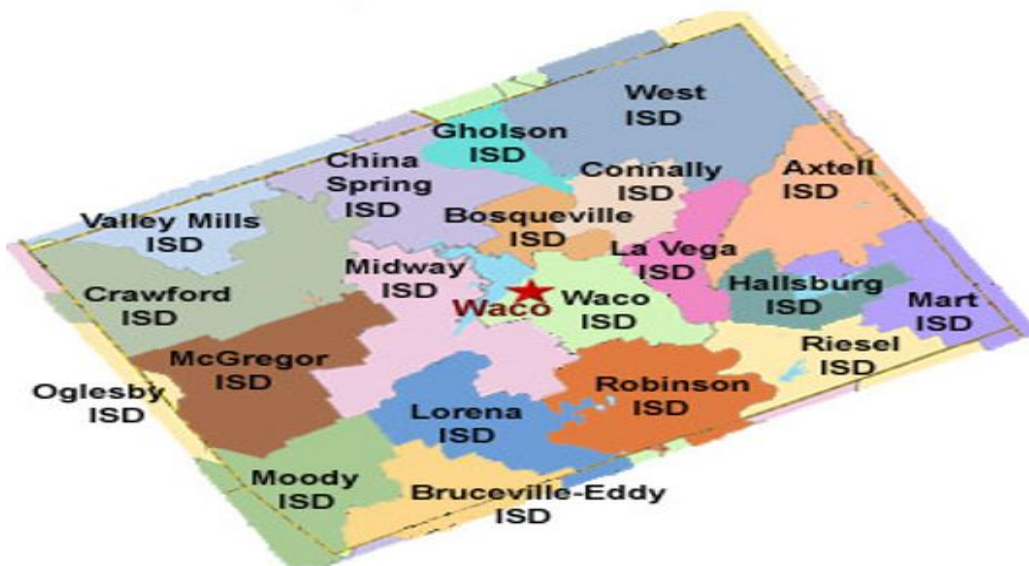 West
ISD
Gholson
ISD
China
Spring
ISD
Connally
ISD
Axtell
ISD
Valley Mills
ISD
Bosqueville
ISD
La Vega
ISD
Midway
ISD
Crawford
ISD
Waco
Waco
ISD
Hallsburg
ISD
Mart
ISD
McGregor
ISD
Riesel
ISD
Oglesby
ISD
Robinson
ISD
Lorena
ISD
Moody
ISD
Bruceville-Eddy
ISD